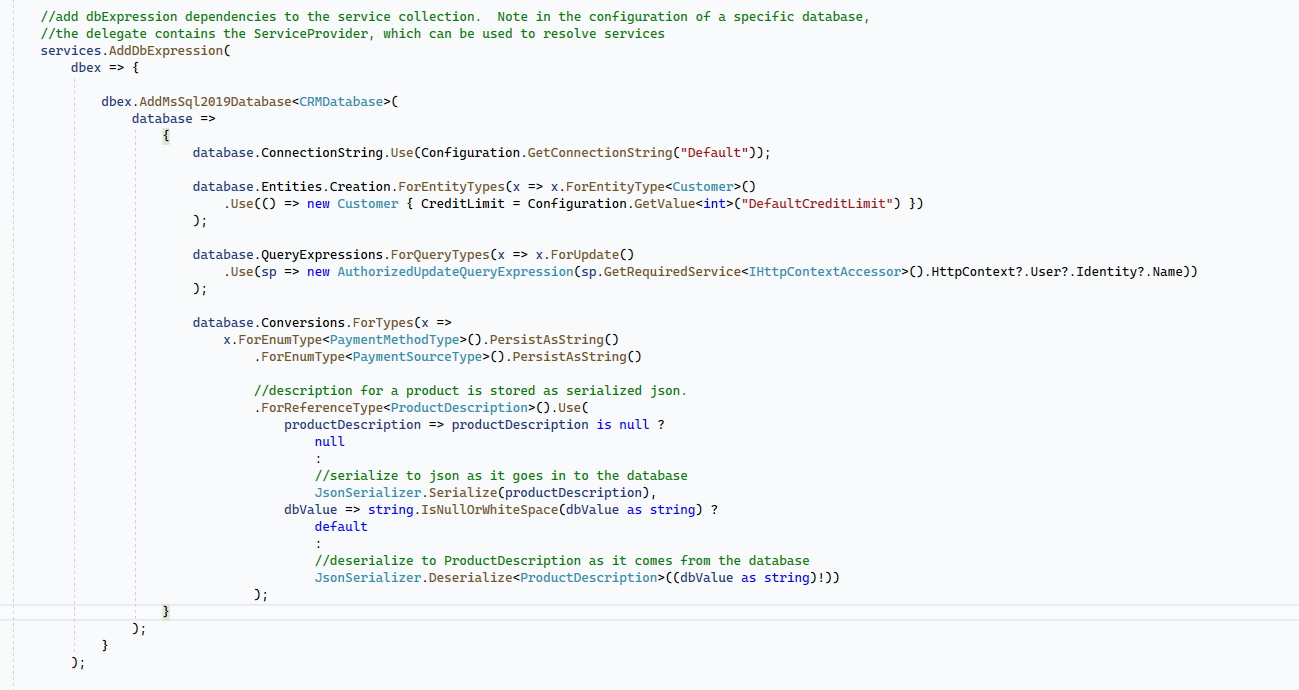 //add dbExpression dependencies to the service collection.  Note in the configuration of a specific database,
//the delegate contains the ServiceProvider, which can be used to resolve services
services.AddDbExpression(
    dbex => {
        dbex.AddMsSql2019Database<CRMDatabase>(
            database =>
                {
                    database.ConnectionString.Use(Configuration.GetConnectionString("Default"));
                    database.Entities.Creation.ForEntityTypes(x => x.ForEntityType<Customer>()
                        .Use(() => new Customer { CreditLimit = Configuration.GetValue<int>("DefaultCreditLimit") })
                    );
                    database.QueryExpressions.ForQueryTypes(x => x.ForUpdate()
                        .Use(sp => new AuthorizedUpdateQueryExpression(sp.GetRequiredService<IHttpContextAccessor>().HttpContext?.User?.Identity?.Name))
                    );
                    database.Conversions.ForTypes(x =>
                        x.ForEnumType<PaymentMethodType>().PersistAsString()
                            .ForEnumType<PaymentSourceType>().PersistAsString()
                            //description for a product is stored as serialized json.
                            .ForReferenceType<ProductDescription>().Use(
                                productDescription => productDescription is null ?
                                    null
                                    :
                                    //serialize to json as it goes in to the database
                                    JsonSerializer.Serialize(productDescription),
                                dbValue => string.IsNullOrWhiteSpace(dbValue as string) ?
                                    default
                                    :
                                    //deserialize to ProductDescription as it comes from the database
                                    JsonSerializer.Deserialize<ProductDescription>((dbValue as string)!))
                            );
                }
            );
        }
    );